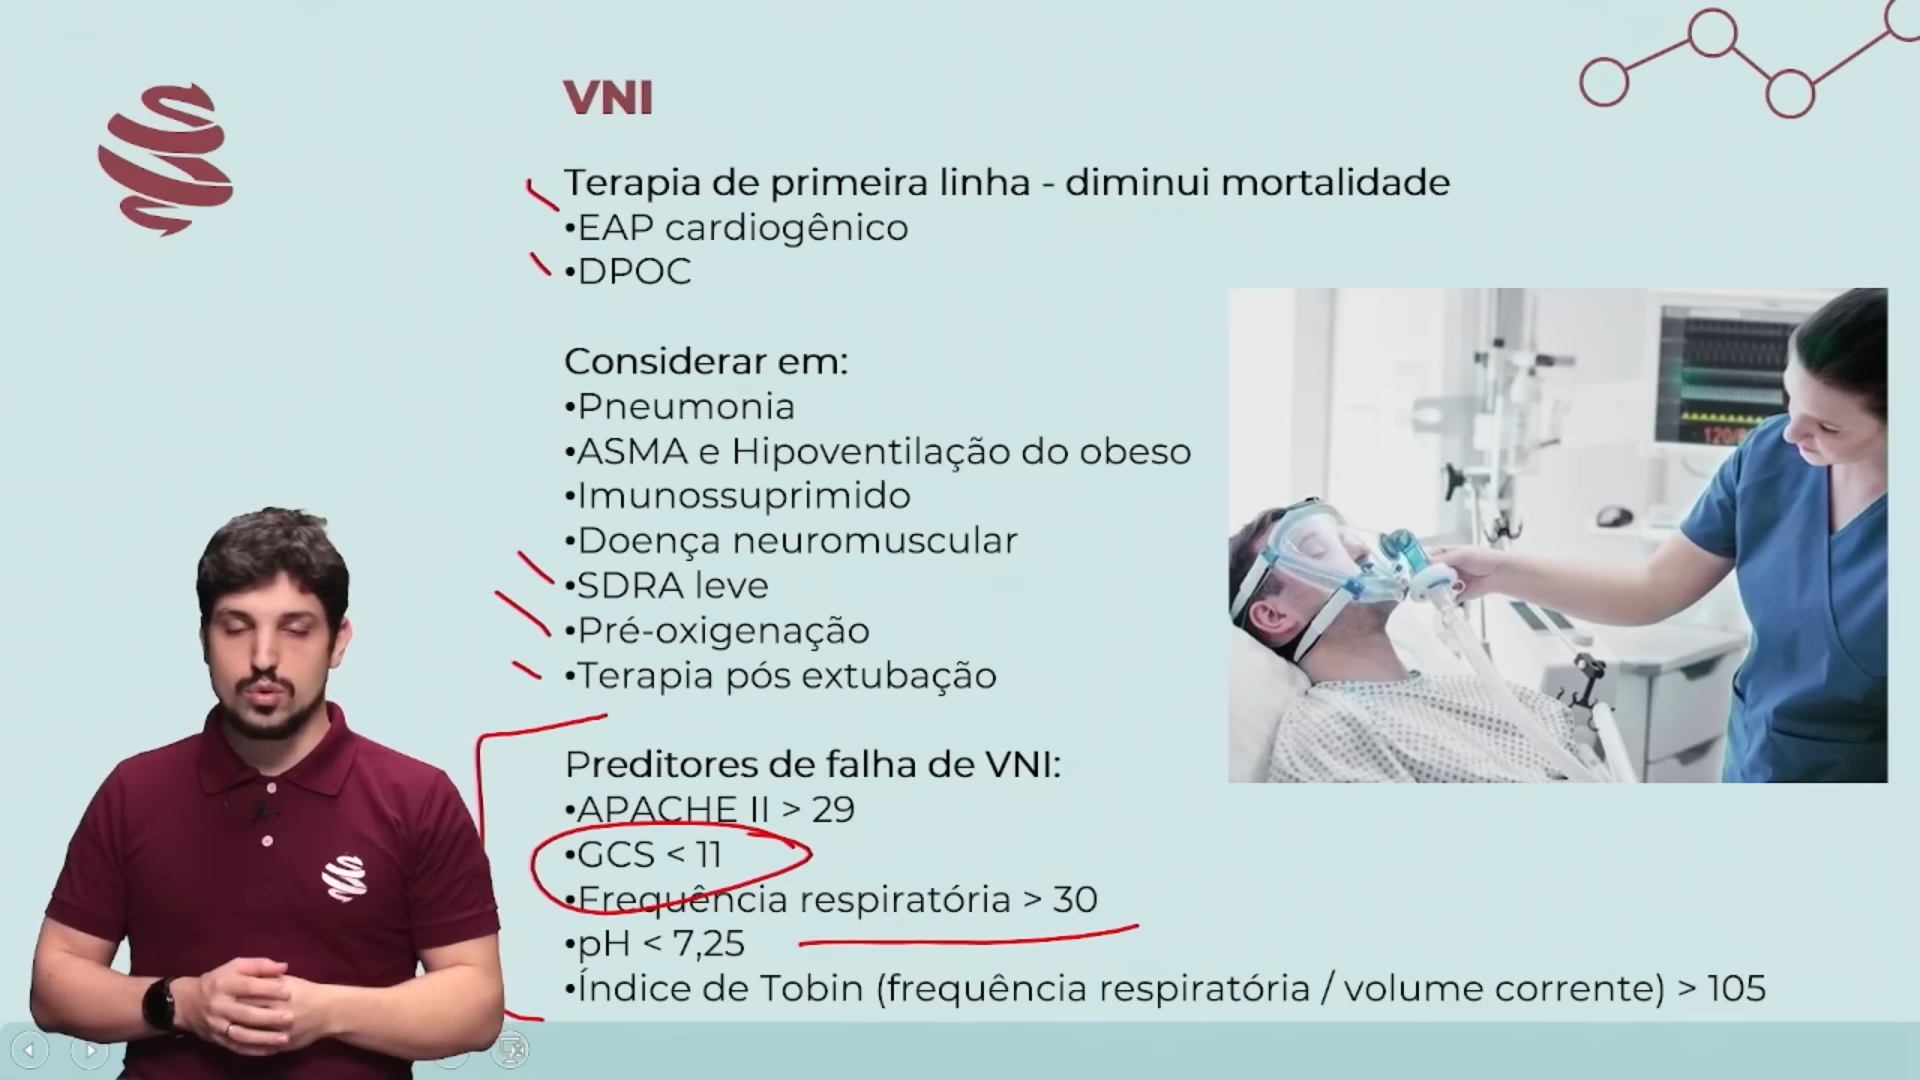 VNI
Terapia de primeira linha - diminui mortalidade
•EAP cardiogênico
•DPOC
Considerar em:
•Pneumonia
•ASMA e Hipoventilação do obeso
•Imunossuprimido
•Doença neuromuscular
•SDRA leve
•Pré-oxigenação
•Terapia pós extubação
Preditores de falha de VNI:
•APACHE II > 29
•GCS < 11
•Frequência respiratória > 30
•pH < 7,25
•Índice de Tobin (frequência respiratória / volume corrente) > 105